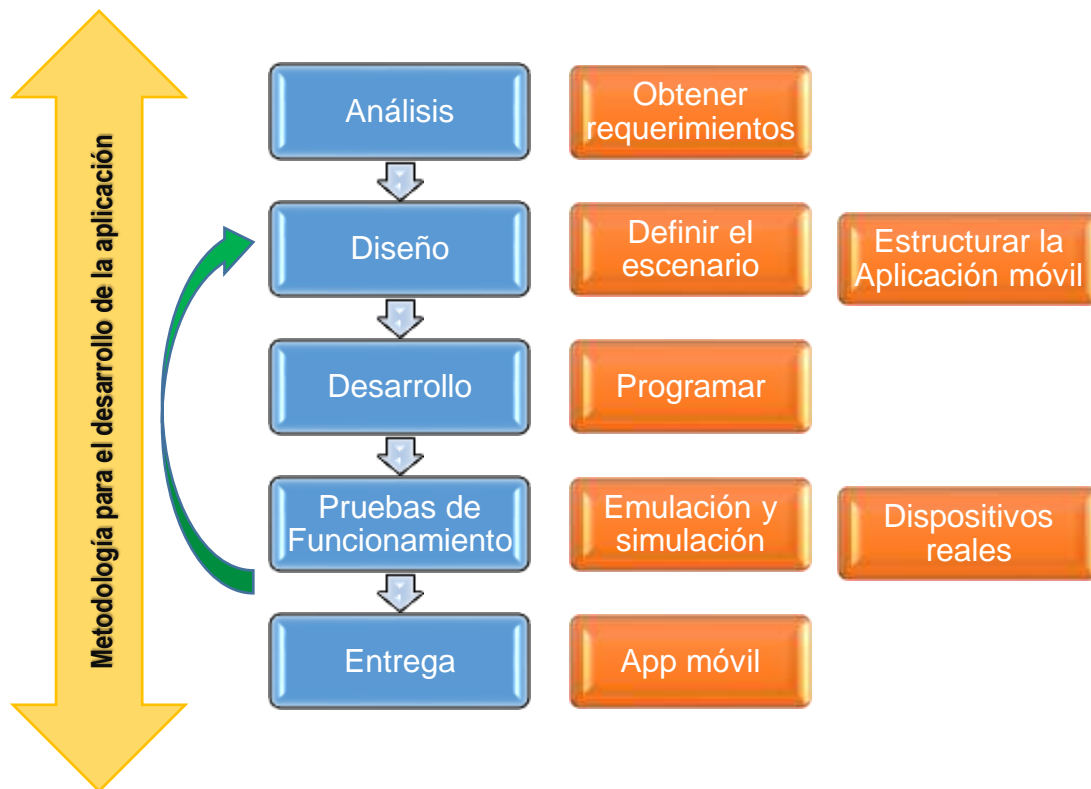 Metodología para el desarrollo de la aplicación
Análisis
Obtener
requerimientos
Diseño
Definir el
escenario
Estructurar la
Aplicación móvil
Desarrollo
Programar
Pruebas de
Funcionamiento
Emulación y
simulación
Dispositivos
reales
Entrega
App móvil